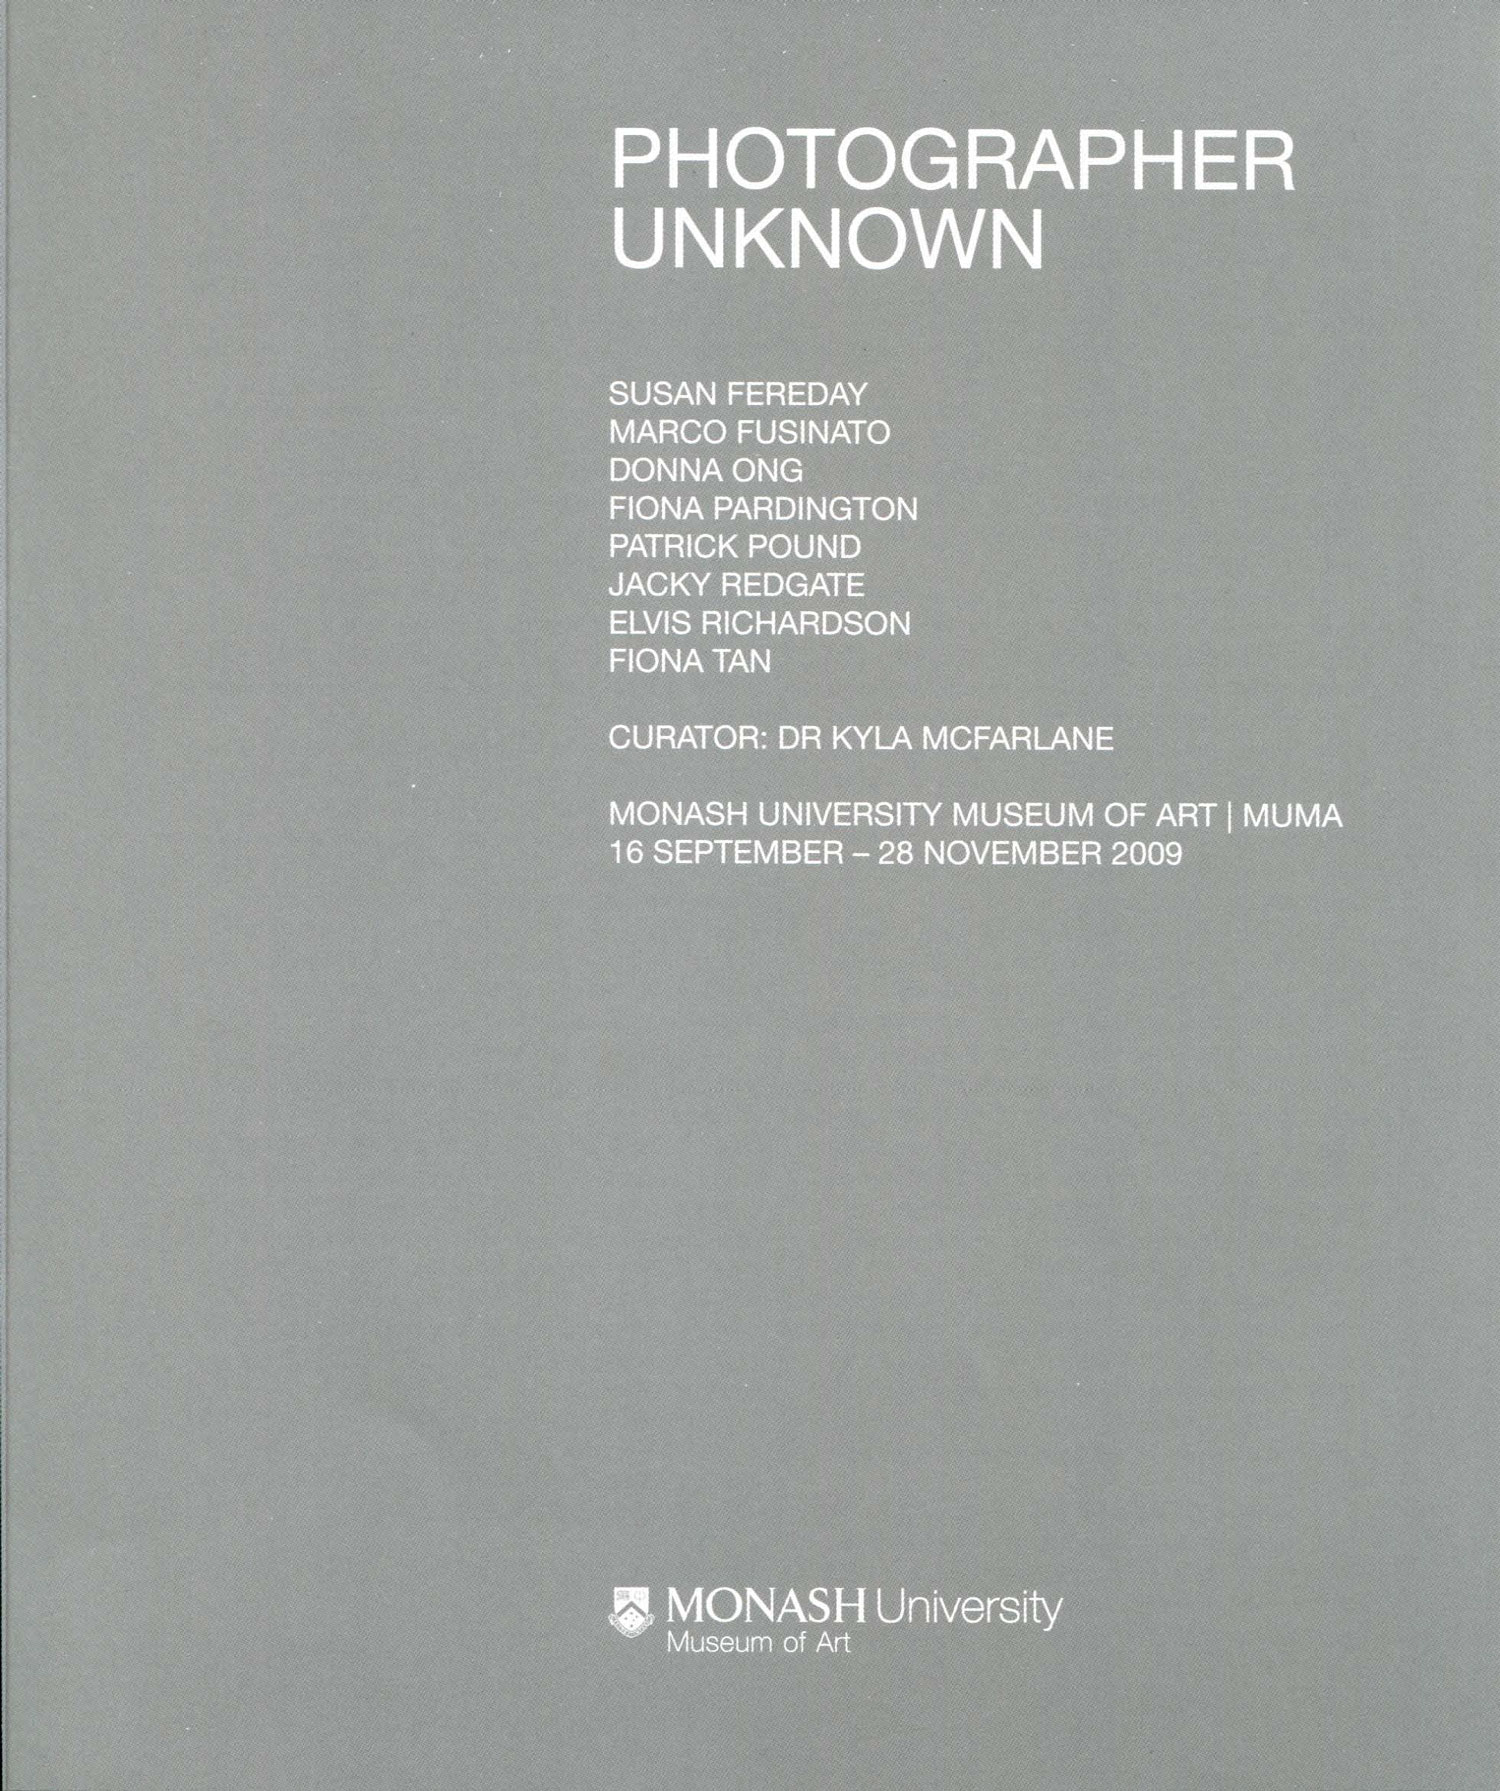 PHOTOGRAPHER
UNKNOWN
SUSAN FEREDAY
MARCO FUSINATO
DONNA ONG
FIONA PARDINGTON
PATRICK POUND
JACKY REDGATE
ELVIS RICHARDSON
FIONA TAN
CURATOR: DR KYLA MCFARLANE
MONASH UNIVERSITY MUSEUM OF ART | MUMA
16 SEPTEMBER – 28 NOVEMBER 2009
MONASH University
Museum of Art